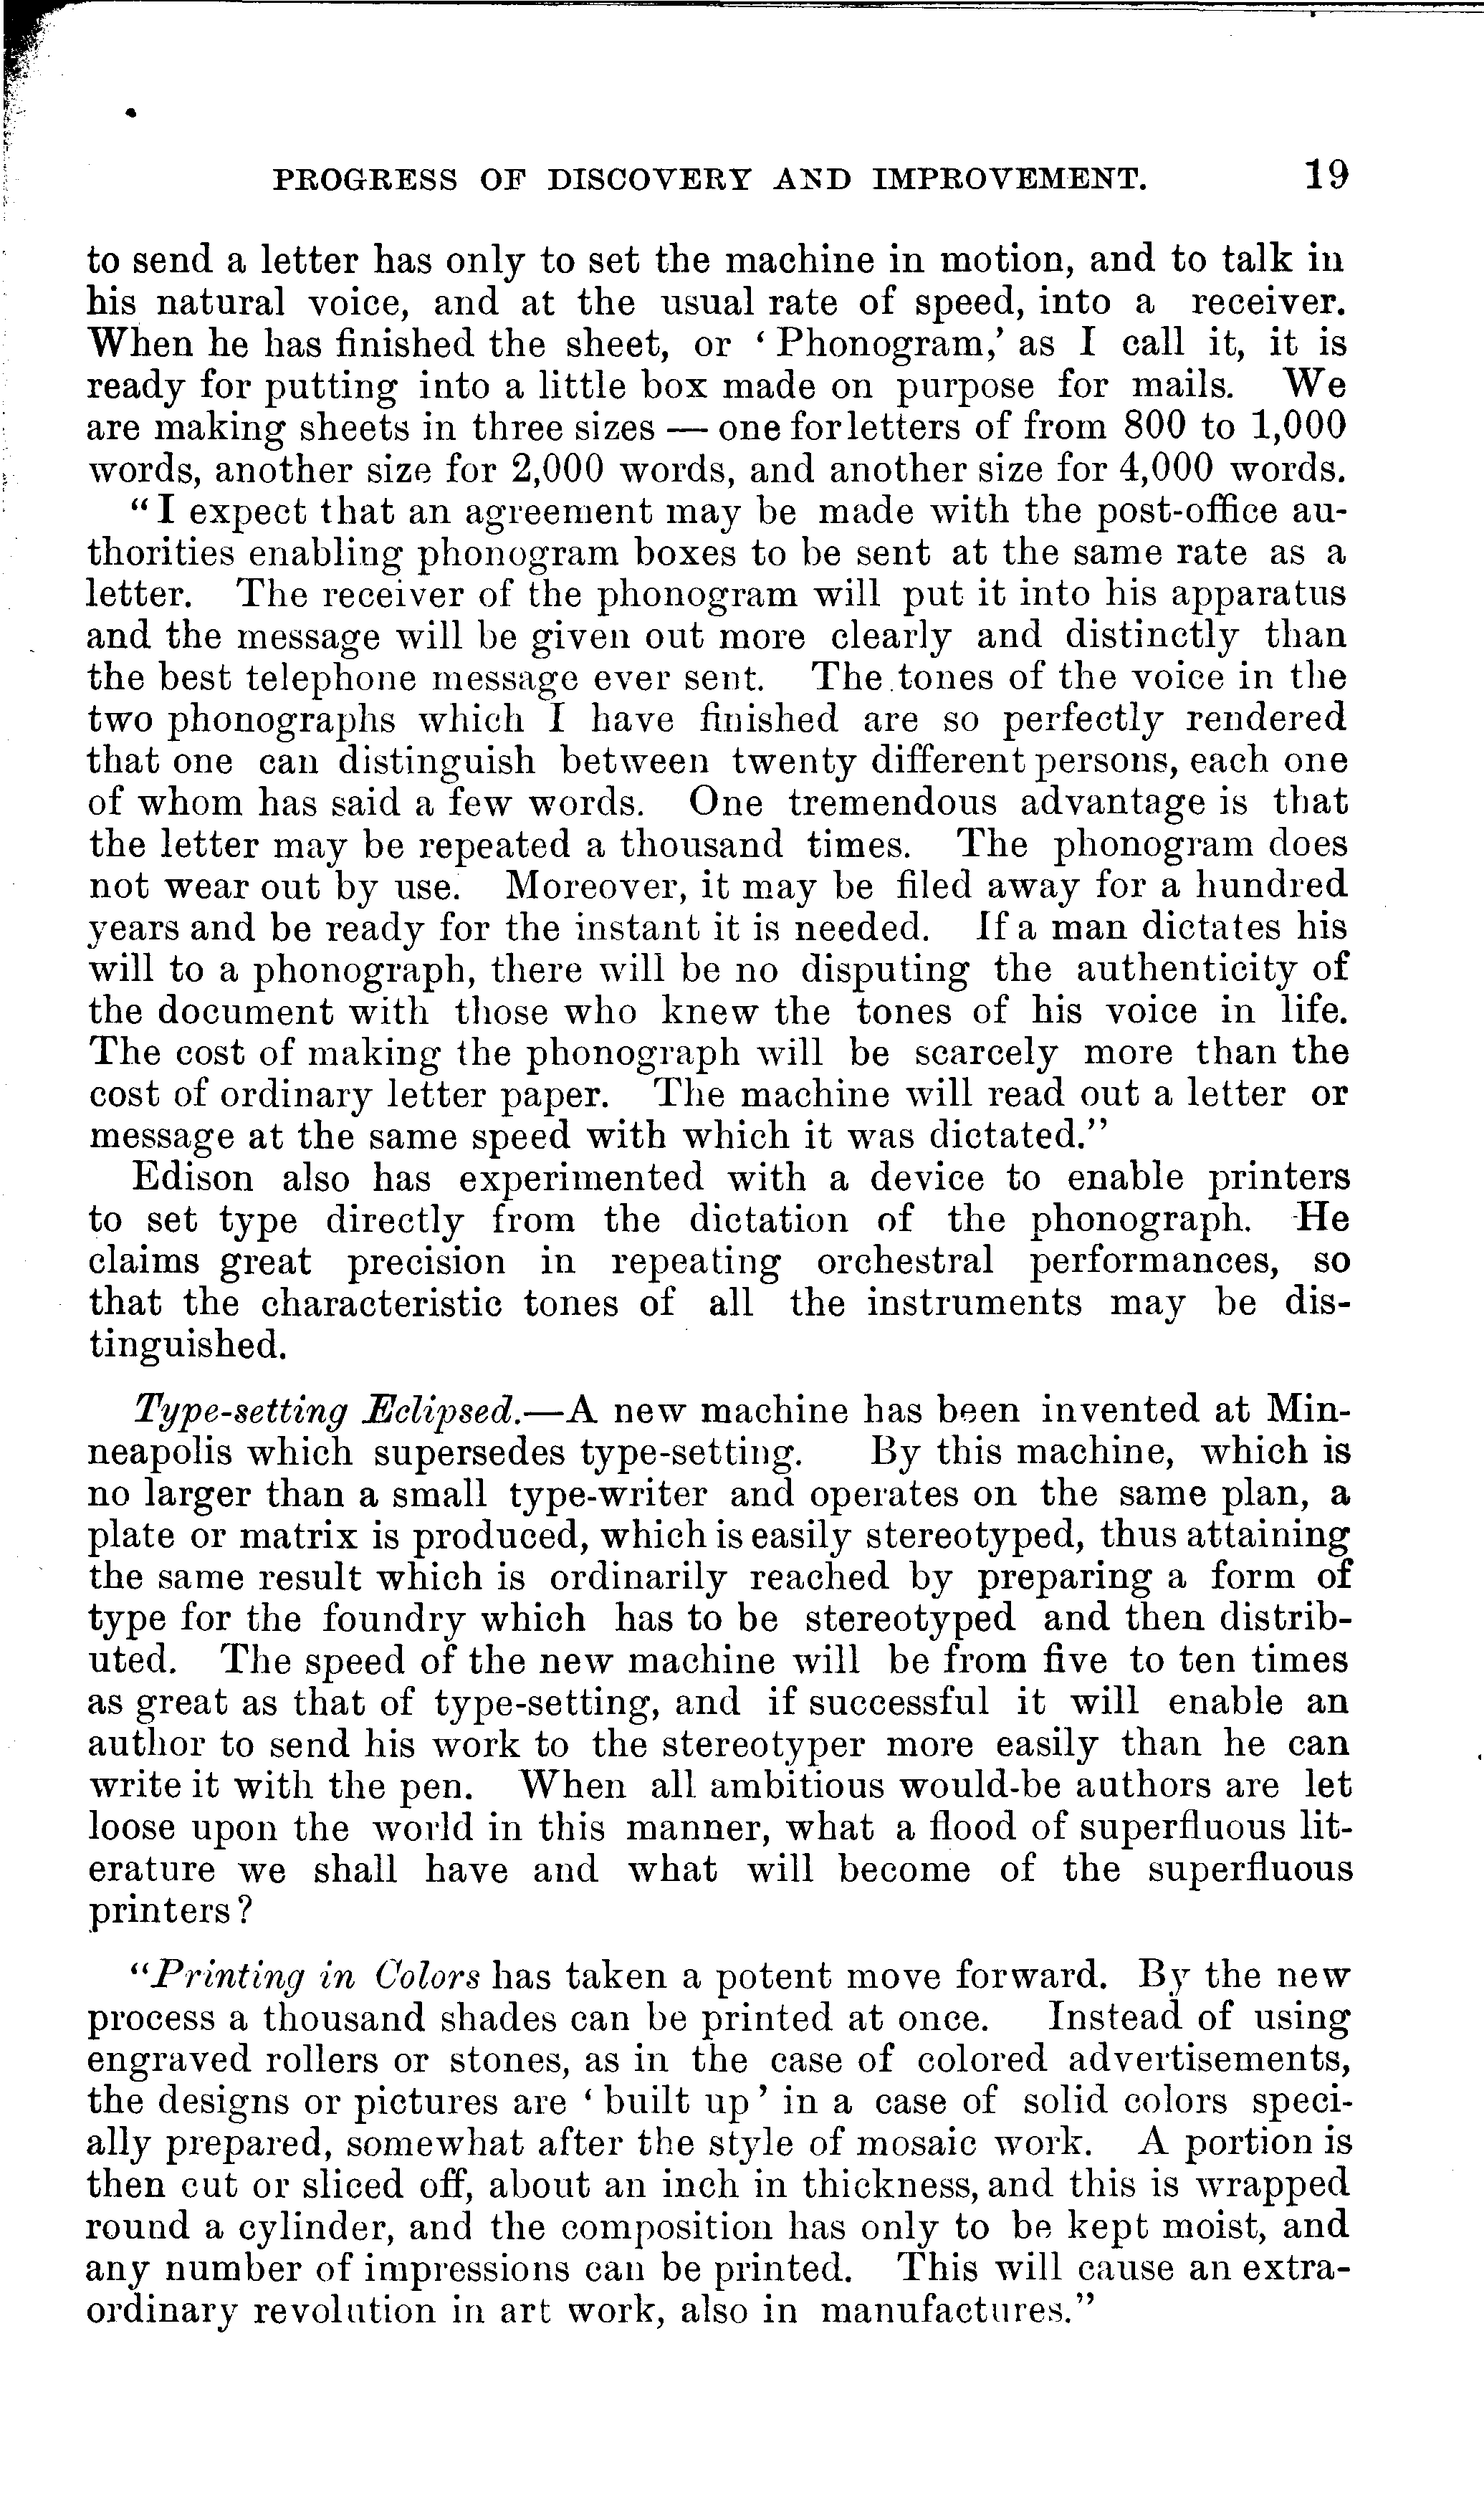 PROGRESS OF DISCOVERY AND IMPROVEMENT. 19
to send a letter has only to set the machine in motion, and to talk in
his natural voice, and at the usual rate of speed, into a receiver.
When he has finished the sheet, or ‘Phonogram,’ as I call it, it is
ready for putting into a little box made on purpose for mails. We
are making sheets in three sizes — one for letters of from 800 to 1,000
words, another size for 2,000 words, and another size for 4,000 words.
“I expect that an agreement may be made with the post-office au-
thorities enabling phonogram boxes to be sent at the same rate as a
letter. The receiver of the phonogram will put it into his apparatus
and the message will be given out more clearly and distinctly than
the best telephone message ever sent. The tones of the voice in the
two phonographs which I have finished are so perfectly rendered
that one can distinguish between twenty different persons, each one
of whom has said a few words. One tremendous advantage is that
the letter may be repeated a thousand times. The phonogram does
not wear out by use. Moreover, it may be filed away for a hundred
years and be ready for the instant it is needed. If a man dictates his
will to a phonograph, there will be no disputing the authenticity of
the document with those who knew the tones of his voice in life.
The cost of making the phonograph will be scarcely more than the
cost of ordinary letter paper. The machine will read out a letter or
message at the same speed with which it was dictated.”
Edison also has experimented with a device to enable printers
to set type directly from the dictation of the phonograph. He
claims great precision in repeating orchestral performances, so
that the characteristic tones of all the instruments may be dis-
tinguished.
Type-setting Eclipsed.—A new machine has been invented at Min-
neapolis which supersedes type-setting. By this machine, which is
no larger than a small type-writer and operates on the same plan, a
plate or matrix is produced, which is easily stereotyped, thus attaining
the same result which is ordinarily reached by preparing a form of
type for the foundry which has to be stereotyped and then distrib-
uted. The speed of the new machine will be from five to ten times
as great as that of type-setting, and if successful it will enable an
author to send his work to the stereotyper more easily than he can
write it with the pen. When all ambitious would-be authors are let
loose upon the world in this manner, what a flood of superfluous lit-
erature we shall have and what will become of the superfluous
printers?
“Printing in Colors has taken a potent move forward. By the new
process a thousand shades can be printed at once. Instead of using
engraved rollers or stones, as in the case of colored advertisements,
the designs or pictures are ‘built up’ in a case of solid colors speci-
ally prepared, somewhat after the style of mosaic work. A portion is
then cut or sliced off, about an inch in thickness, and this is wrapped
round a cylinder, and the composition has only to be kept moist, and
any number of impressions can be printed. This will cause an extra-
ordinary revolution in art work, also in manufactures.”